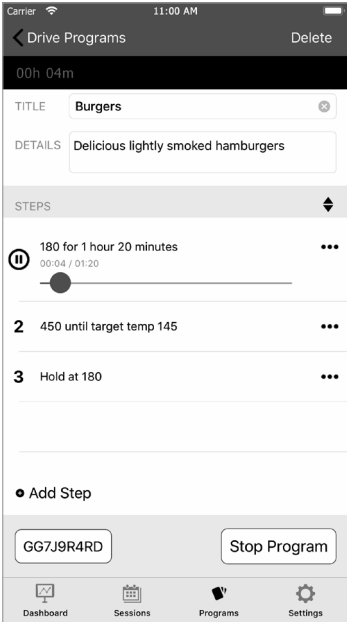 Carrier 11:00 AM
Drive Programs Delete
00h 04m
TITLE Burgers
DETAILS Delicious lightly smoked hamburgers
STEPS
180 for 1 hour 20 minutes
00:04 / 01:20
2 450 until target temp 145
3 Hold at 180
Add Step
GG7J9R4RD Stop Program
Dashboard Sessions Programs Settings